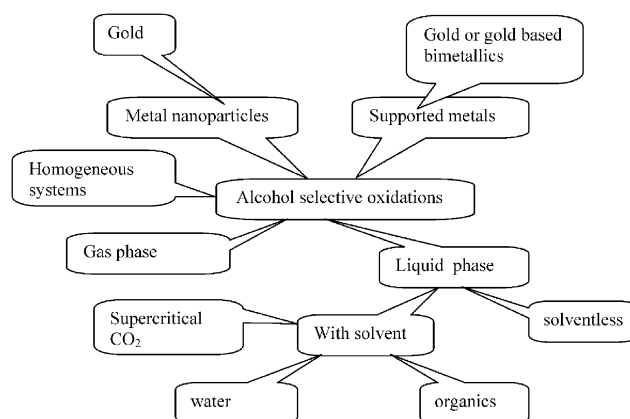 Gold
Gold or gold based
bimetallics
Metal nanoparticles
Supported metals
Homogeneous
systems
Alcohol selective oxidations
Gas phase
Liquid phase
Supercritical
CO₂
With solvent
solventless
water
organics